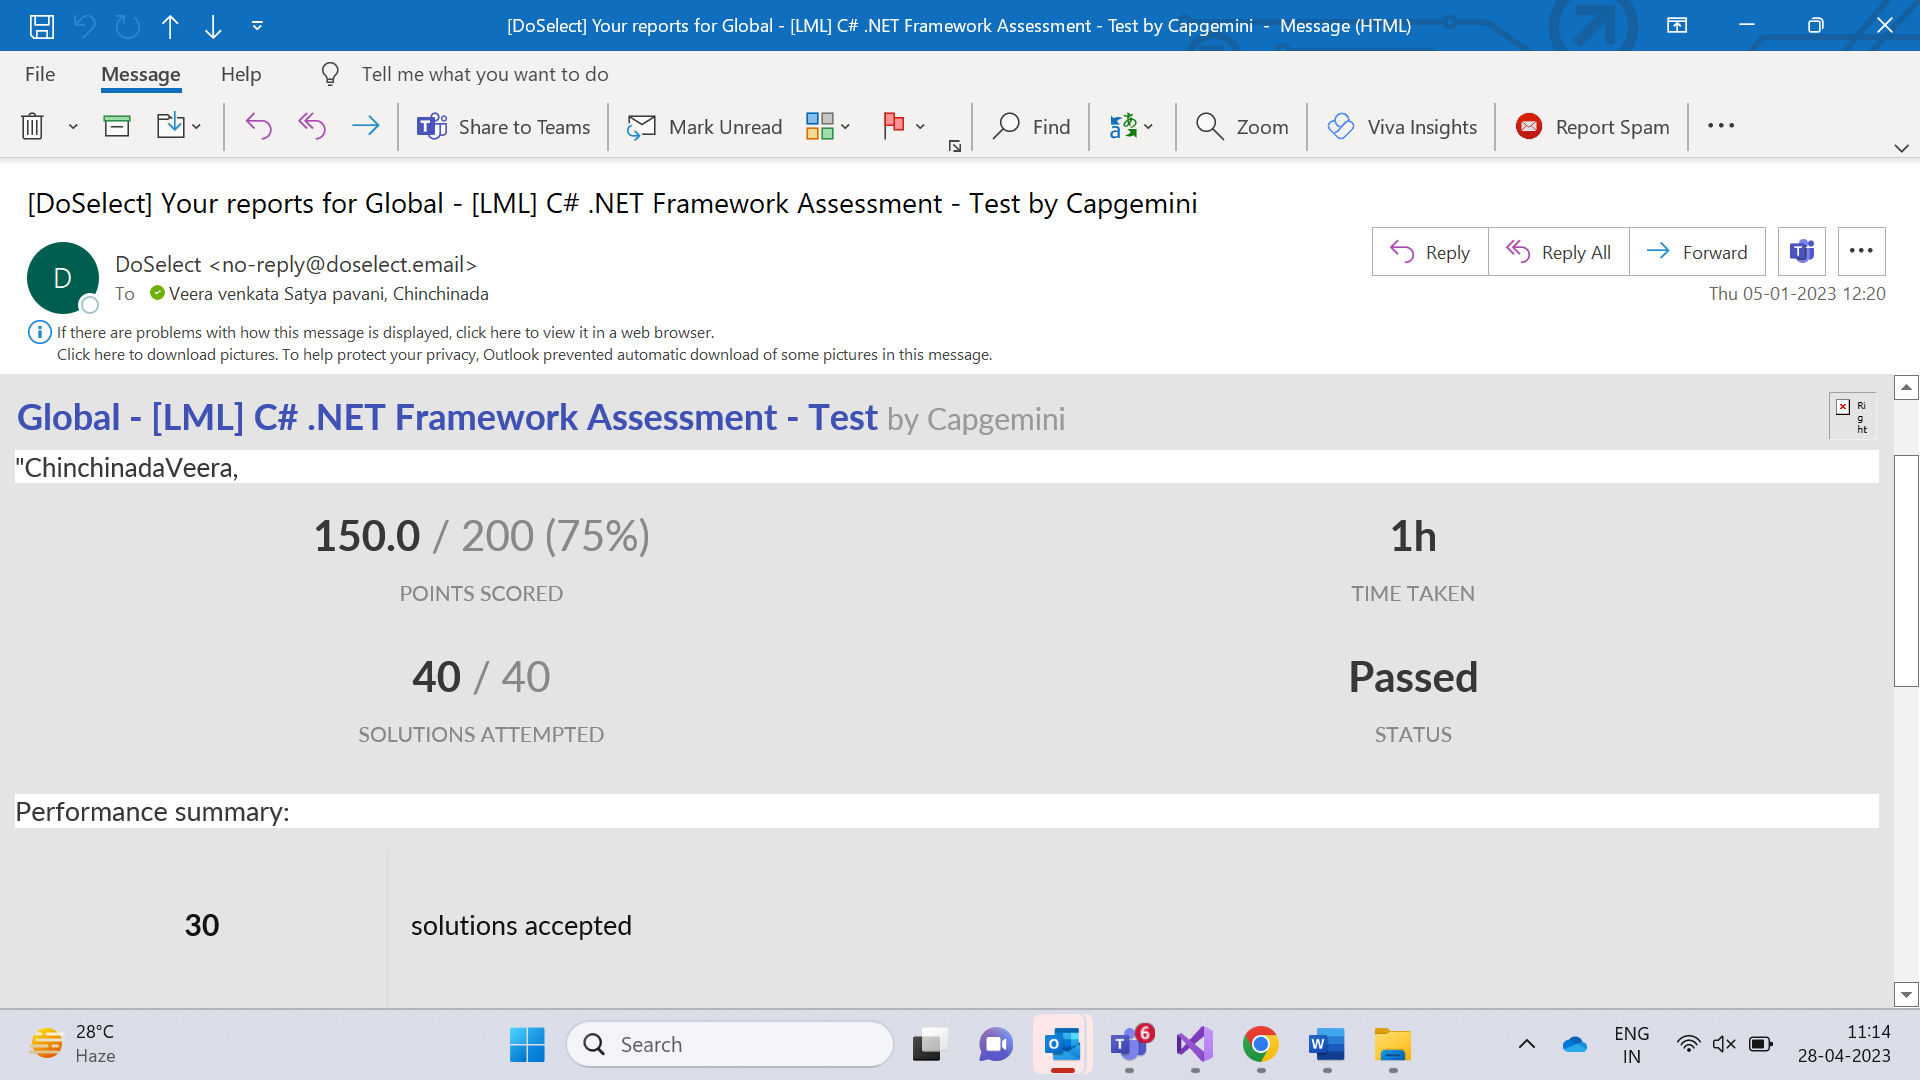 [DoSelect] Your reports for Global - [LML] C# .NET Framework Assessment - Test by Capgemini - Message (HTML)
File Message Help Tell me what you want to do
Share to Teams Mark Unread Find Zoom Viva Insights Report Spam
[DoSelect] Your reports for Global - [LML] C# .NET Framework Assessment - Test by Capgemini
Reply Reply All Forward
D
DoSelect <no-reply@doselect.email>
To Veera venkata Satya pavani, Chinchinada
Thu 05-01-2023 12:20
If there are problems with how this message is displayed, click here to view it in a web browser.
Click here to download pictures. To help protect your privacy, Outlook prevented automatic download of some pictures in this message.
Global - [LML] C# .NET Framework Assessment - Test by Capgemini
Ri
g
ht
"ChinchinadaVeera,
150.0 / 200 (75%) 1h
POINTS SCORED TIME TAKEN
40 / 40 Passed
SOLUTIONS ATTEMPTED STATUS
Performance summary:
30 solutions accepted
28°C
Haze
Search
6
ENG
IN
11:14
28-04-2023